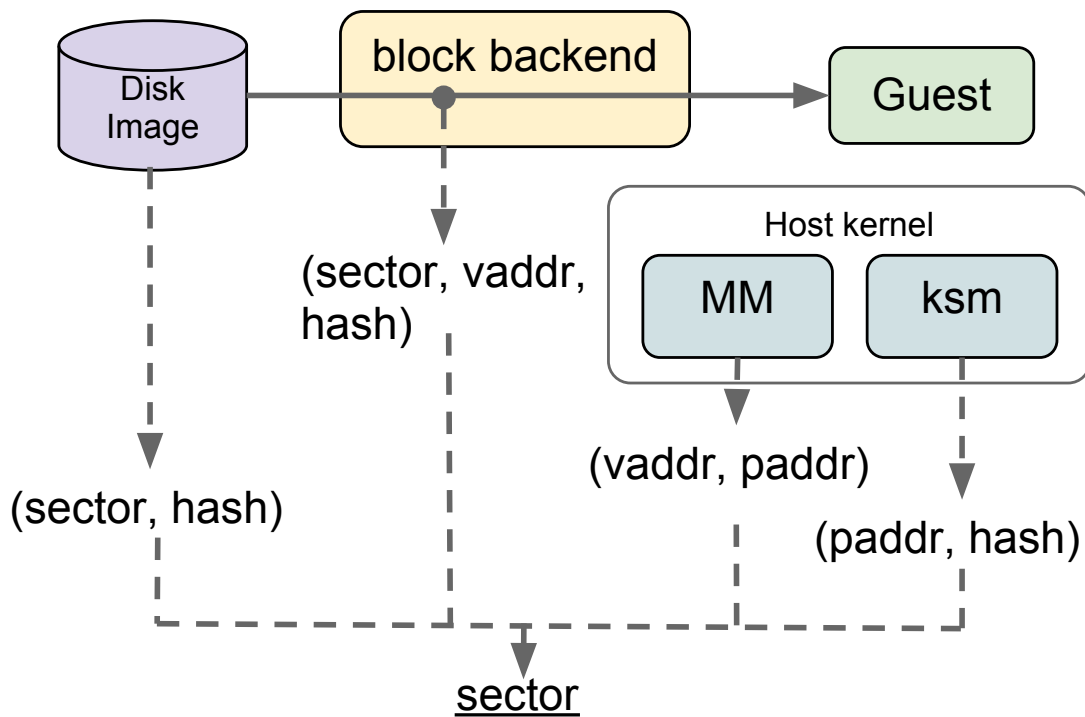 Disk
Image
block backend
Guest
Host kernel
MM
ksm
(sector, vaddr,
hash)
(vaddr, paddr)
(sector, hash)
(paddr, hash)
sector